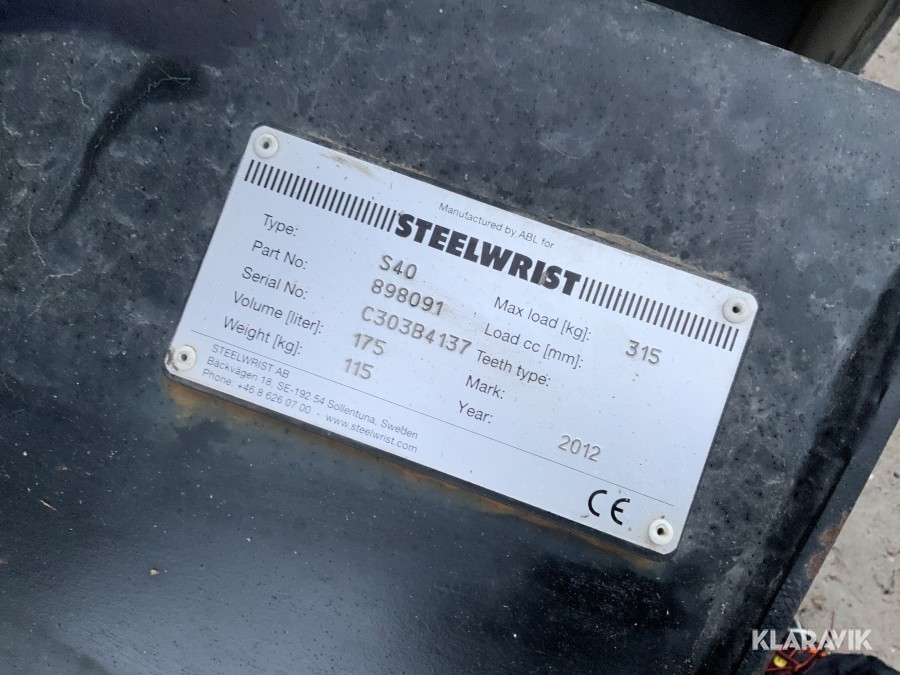 Manufactured by ABL for
STEELWRIST
Type: S40 Max load [kg]: 315
Part No: 898091 Load cc [mm]:
Serial No: C303B4137 Teeth type:
Volume [liter]: 175 Mark:
Weight [kg]: 115 Year: 2012
STEELWRIST AB
Bäckvägen 18, SE-192 54 Sollentuna, Sweden
Phone: +46 8 626 07 00 - www.steelwrist.com
CE
KLARAVIK